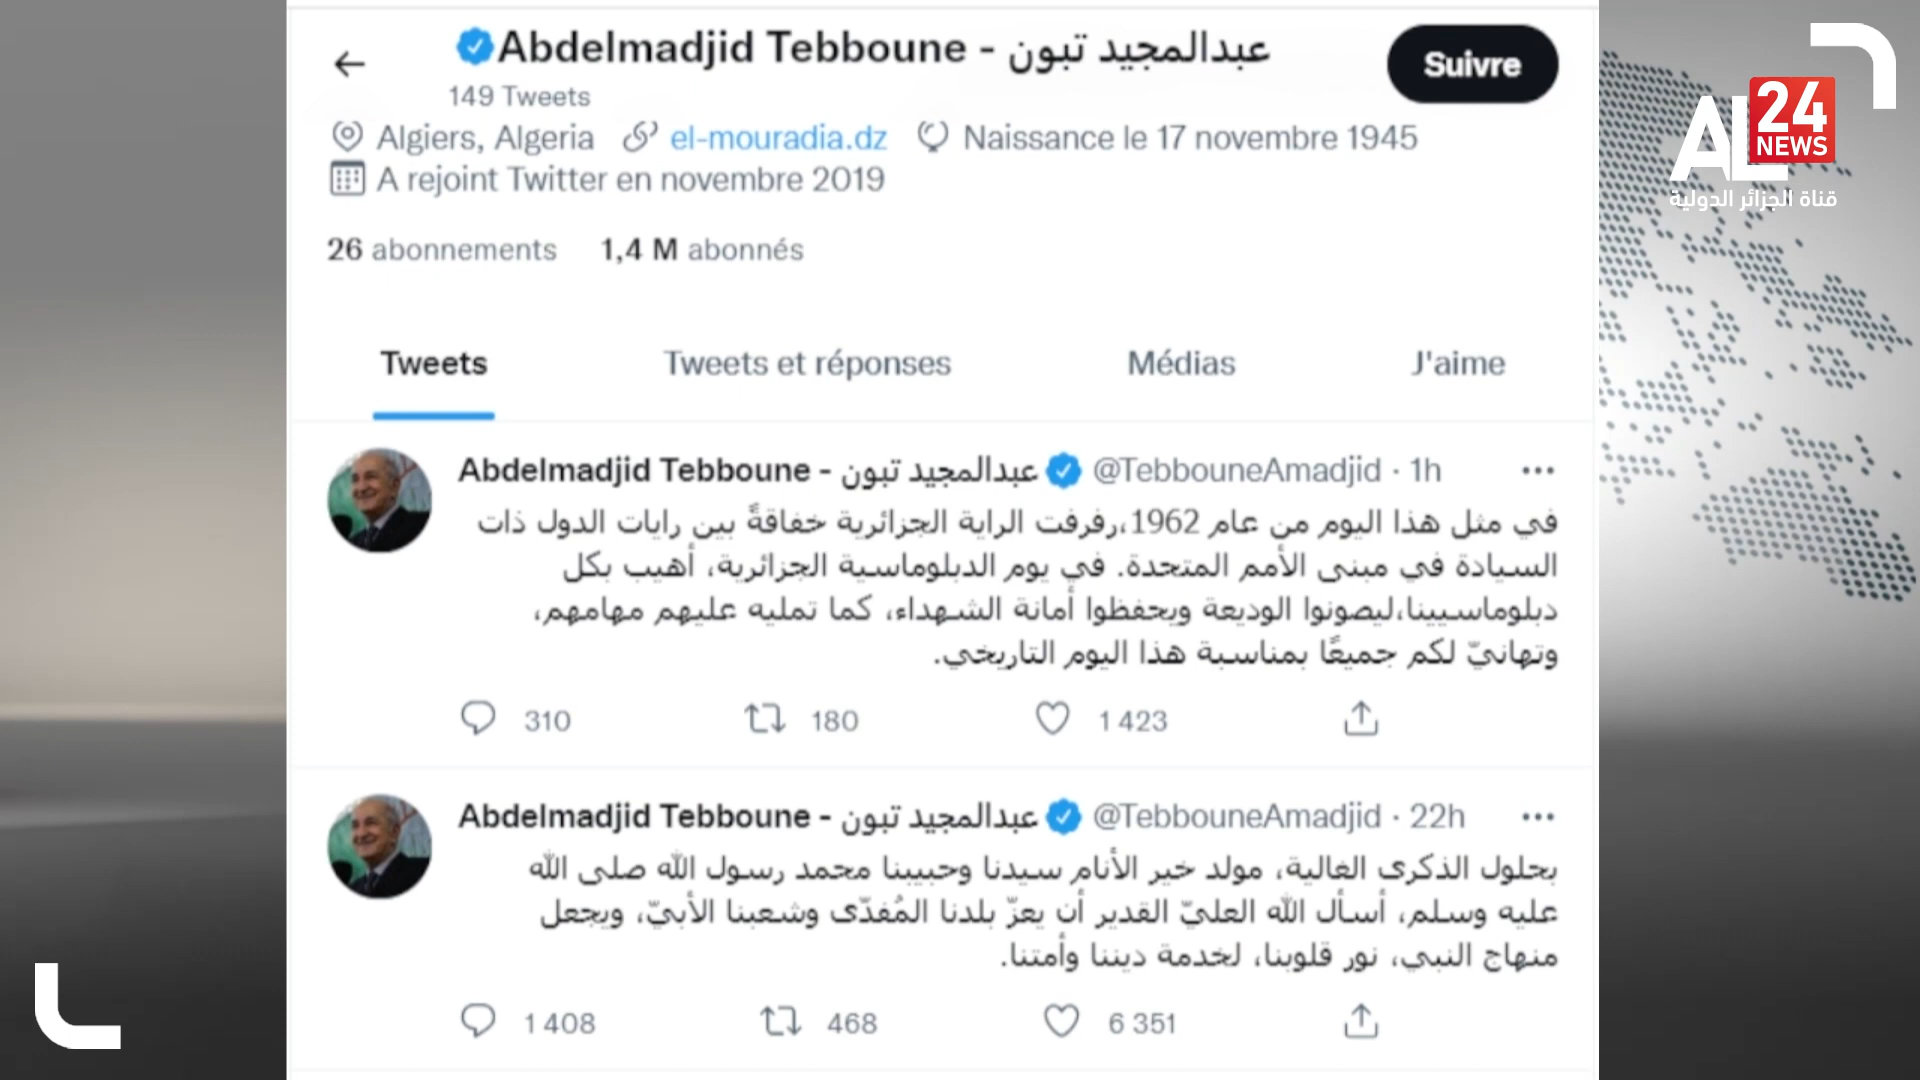 Abdelmadjid Tebboune - عبدالمجيد تبون
149 Tweets
Suivre
Algiers, Algeria el-mouradia.dz Naissance le 17 novembre 1945
A rejoint Twitter en novembre 2019
26 abonnements 1,4 M abonnés
Tweets Tweets et réponses Médias J'aime
Abdelmadjid Tebboune - عبدالمجيد تبون @TebbouneAmadjid · 1h
في مثل هذا اليوم من عام 1962،رفرفت الراية الجزائرية خفاقةً بين رايات الدول ذات
السيادة في مبنى الأمم المتحدة. في يوم الدبلوماسية الجزائرية، أهيب بكل
دبلوماسيينا،ليصونوا الوديعة ويحفظوا أمانة الشهداء، كما تمليه عليهم مهامهم،
وتهانيّ لكم جميعًا بمناسبة هذا اليوم التاريخي.
310 180 1 423
Abdelmadjid Tebboune - عبدالمجيد تبون @TebbouneAmadjid · 22h
بحلول الذكرى الغالية، مولد خير الأنام سيدنا وحبيبنا محمد رسول الله صلى الله
عليه وسلم، أسأل الله العليّ القدير أن يعزّ بلدنا المُفدّى وشعبنا الأبيّ، ويجعل
منهاج النبي، نور قلوبنا، لخدمة ديننا وأمتنا.
1 408 468 6 351
AL 24 NEWS
قناة الجزائر الدولية